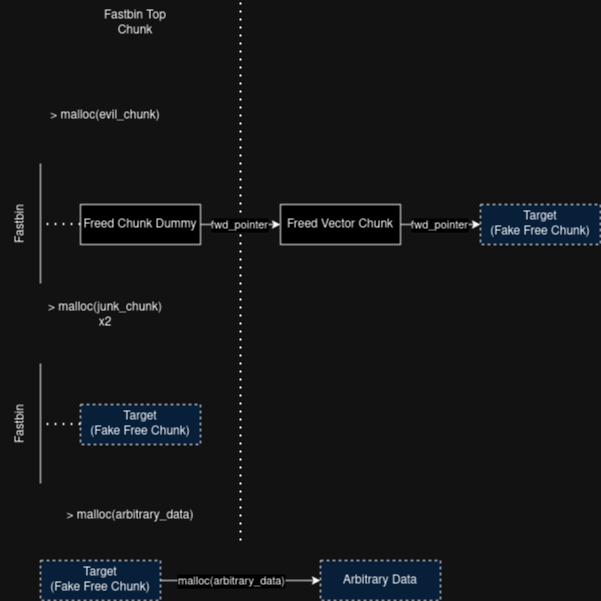 Fastbin Top
Chunk
> malloc(evil_chunk)
Fastbin
Freed Chunk Dummy
fwd_pointer
Freed Vector Chunk
fwd_pointer
Target
(Fake Free Chunk)
> malloc(junk_chunk)
x2
Fastbin
Target
(Fake Free Chunk)
> malloc(arbitrary_data)
Target
(Fake Free Chunk)
malloc(arbitrary_data)
Arbitrary Data